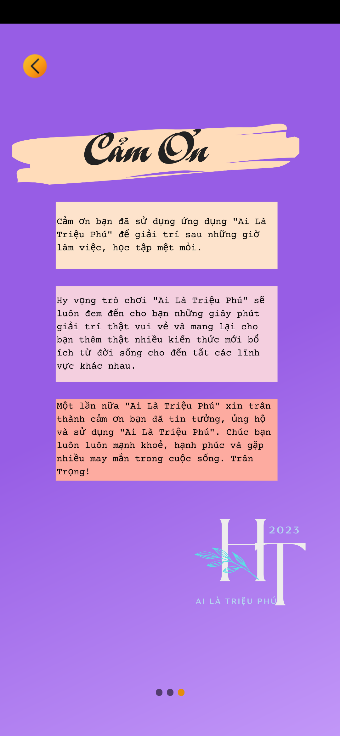 Cảm Ơn
Cảm ơn bạn đã sử dụng ứng dụng "Ai Là
Triệu Phú" để giải trí sau những giờ
làm việc, học tập mệt mỏi.
Hy vọng trò chơi "Ai Là Triệu Phú" sẽ
luôn đem đến cho bạn những giây phút
giải trí thật vui vẻ và mang lại cho
bạn thêm thật nhiều kiến thức mới bổ
ích từ đời sống cho đến tất các lĩnh
vực khác nhau.
Một lần nữa "Ai Là Triệu Phú" xin trân
thành cảm ơn bạn đã tin tưởng, ủng hộ
và sử dụng "Ai Là Triệu Phú". Chúc bạn
luôn luôn mạnh khoẻ, hạnh phúc và gặp
nhiều may mắn trong cuộc sống. Trân
Trọng!
2023
HT
AI LÀ TRIỆU PHÚ